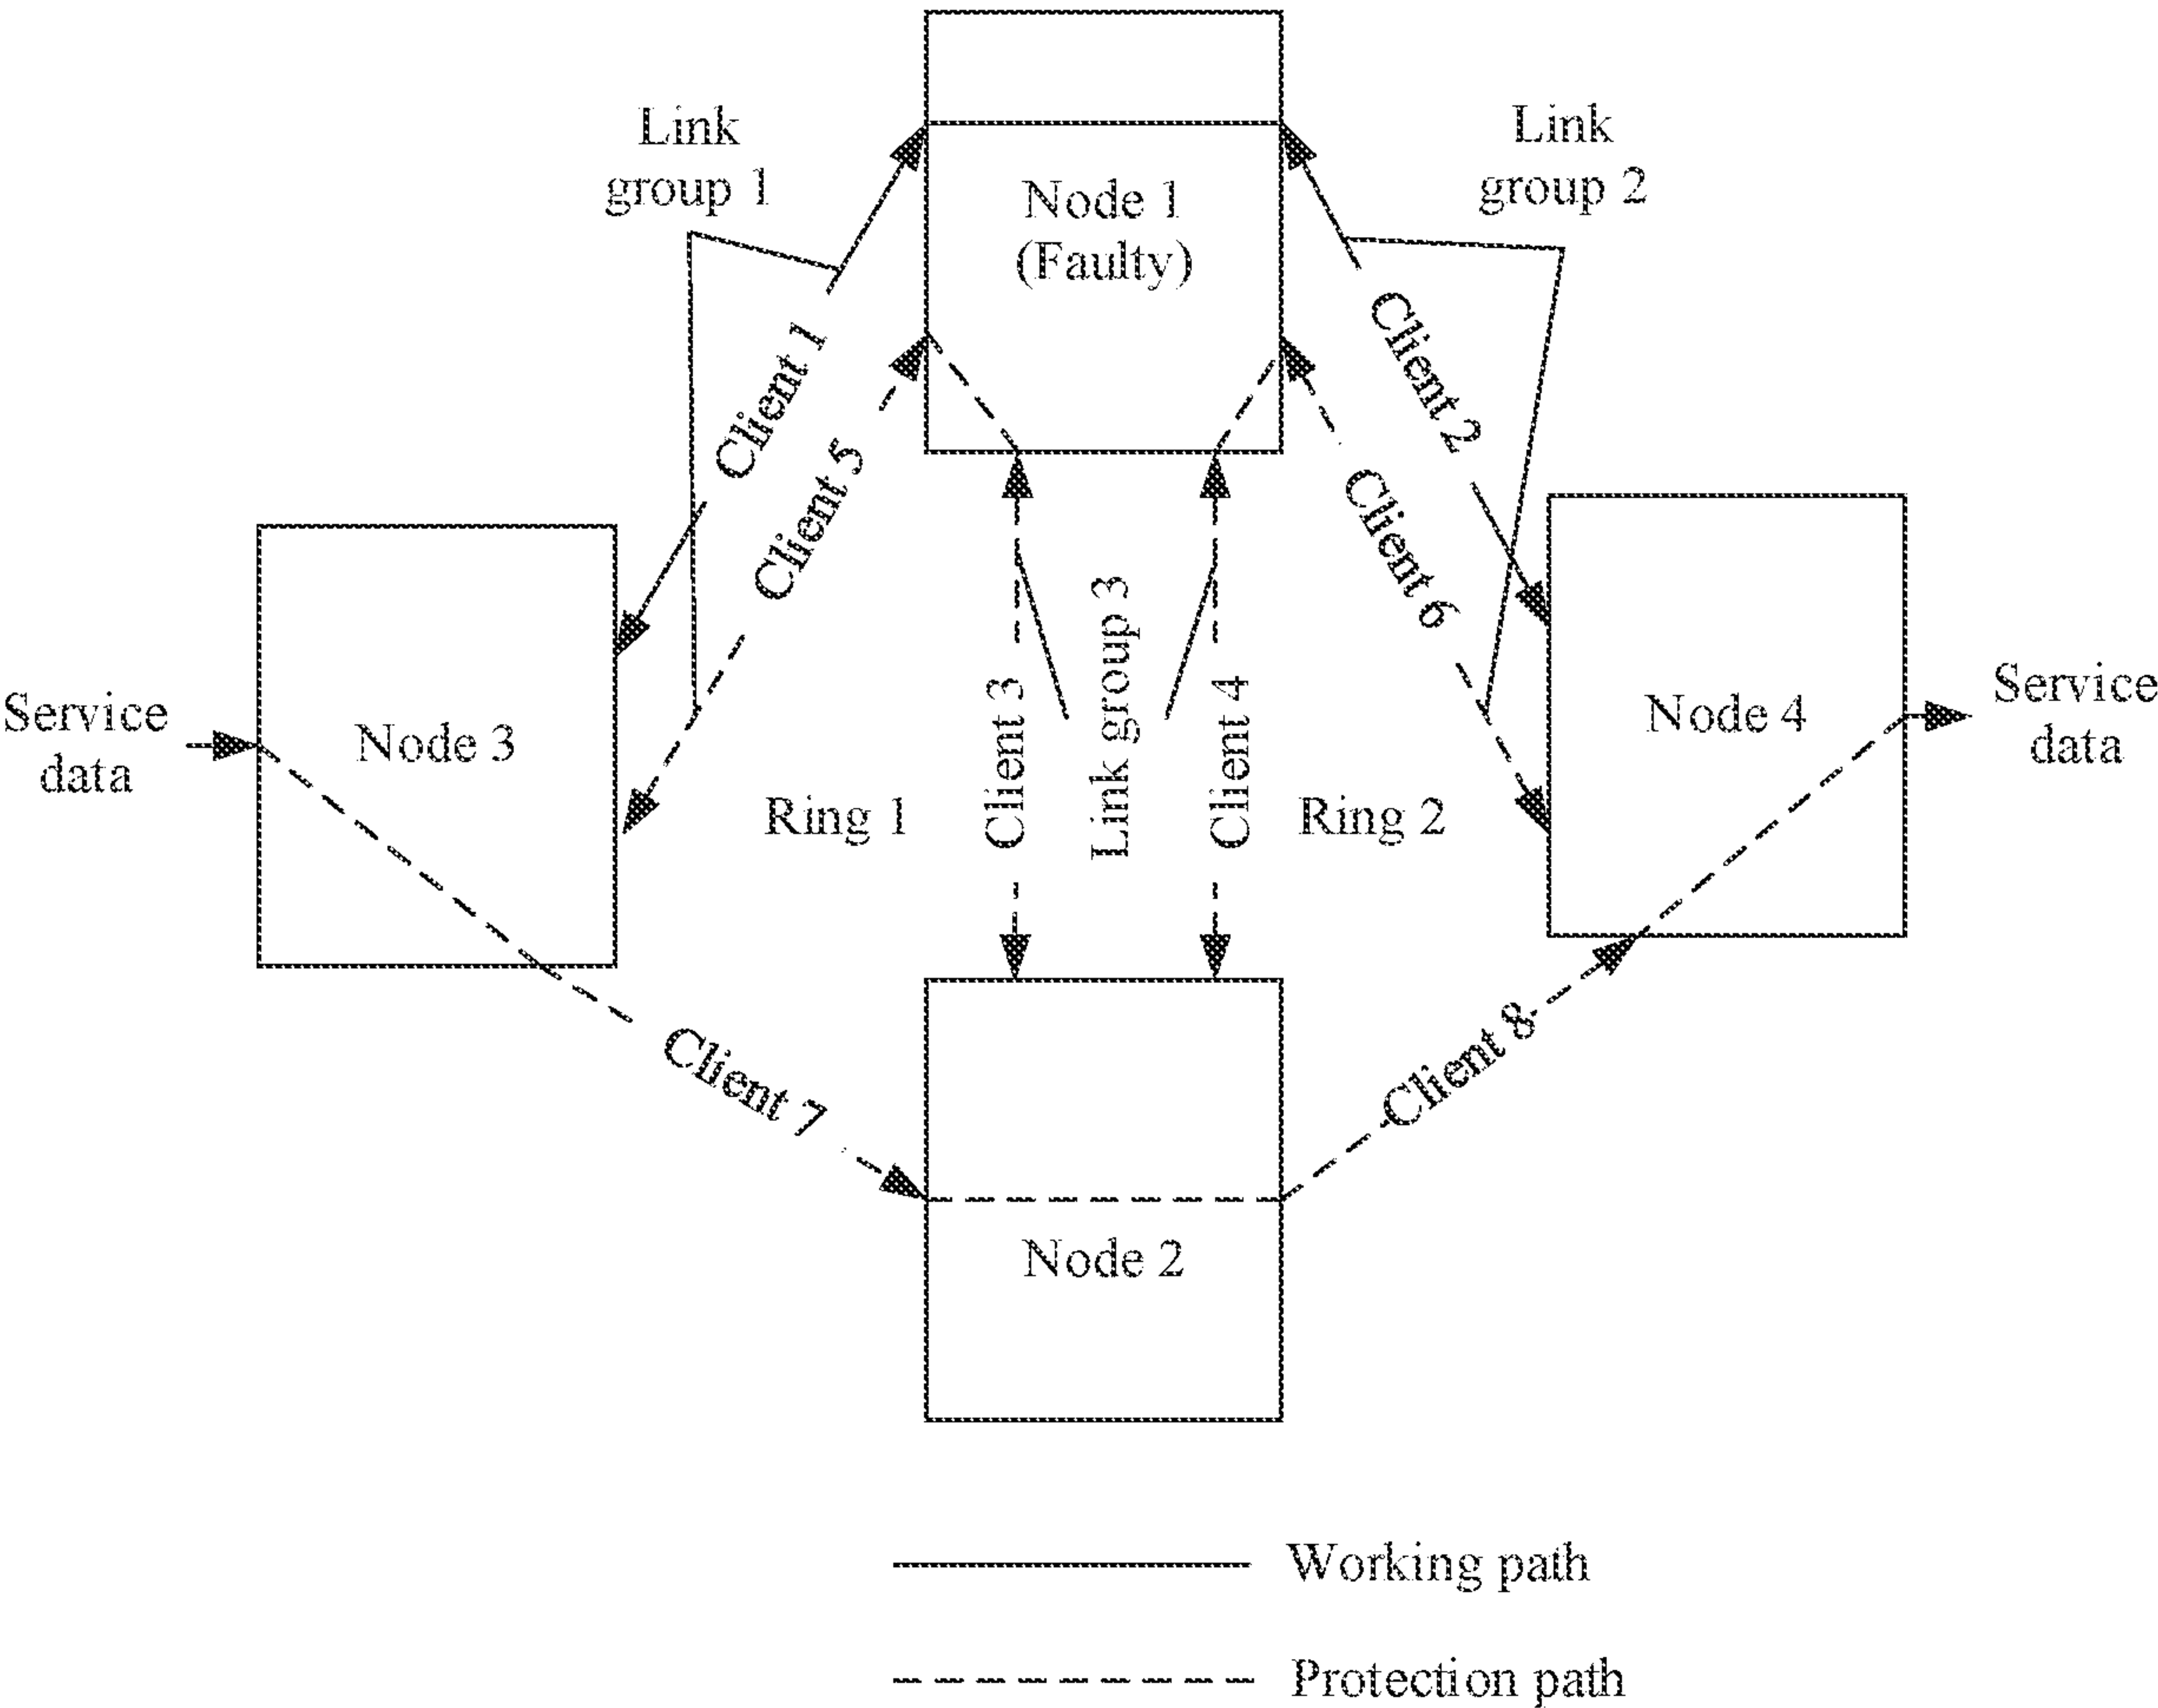 Link
group 1
Node 1
(Faulty)
Link
group 2
Client 1
Client 5
Client 2
Client 6
Service
data
Node 3
Ring 1
Client 3
Link group 3
Client 4
Ring 2
Node 4
Service
data
Client 7
Client 8
Node 2
Working path
Protection path